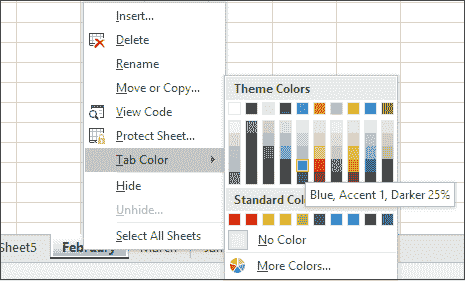 Insert...
Delete
Rename
Move or Copy...
View Code
Protect Sheet...
Tab Color
Hide
Unhide...
Select All Sheets
Theme Colors
Blue, Accent 1, Darker 25%
Standard Col
No Color
More Colors...
Sheet5
February